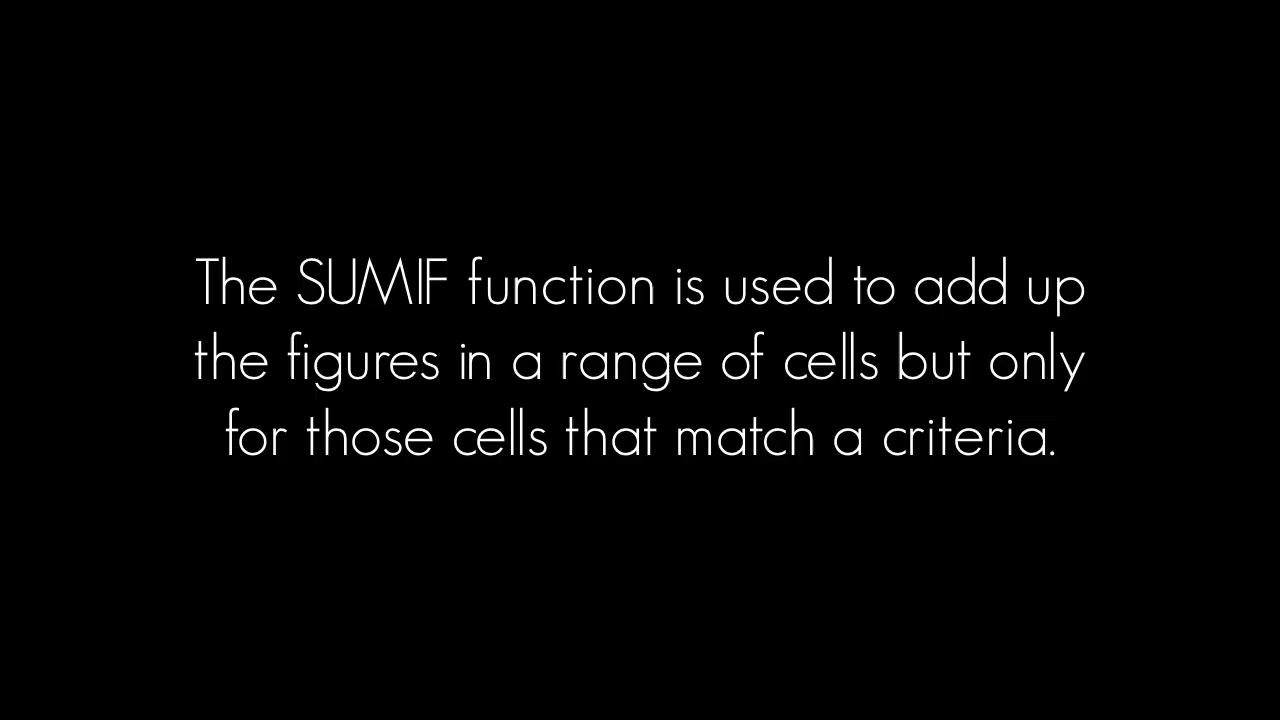 The SUMIF function is used to add up
the figures in a range of cells but only
for those cells that match a criteria.